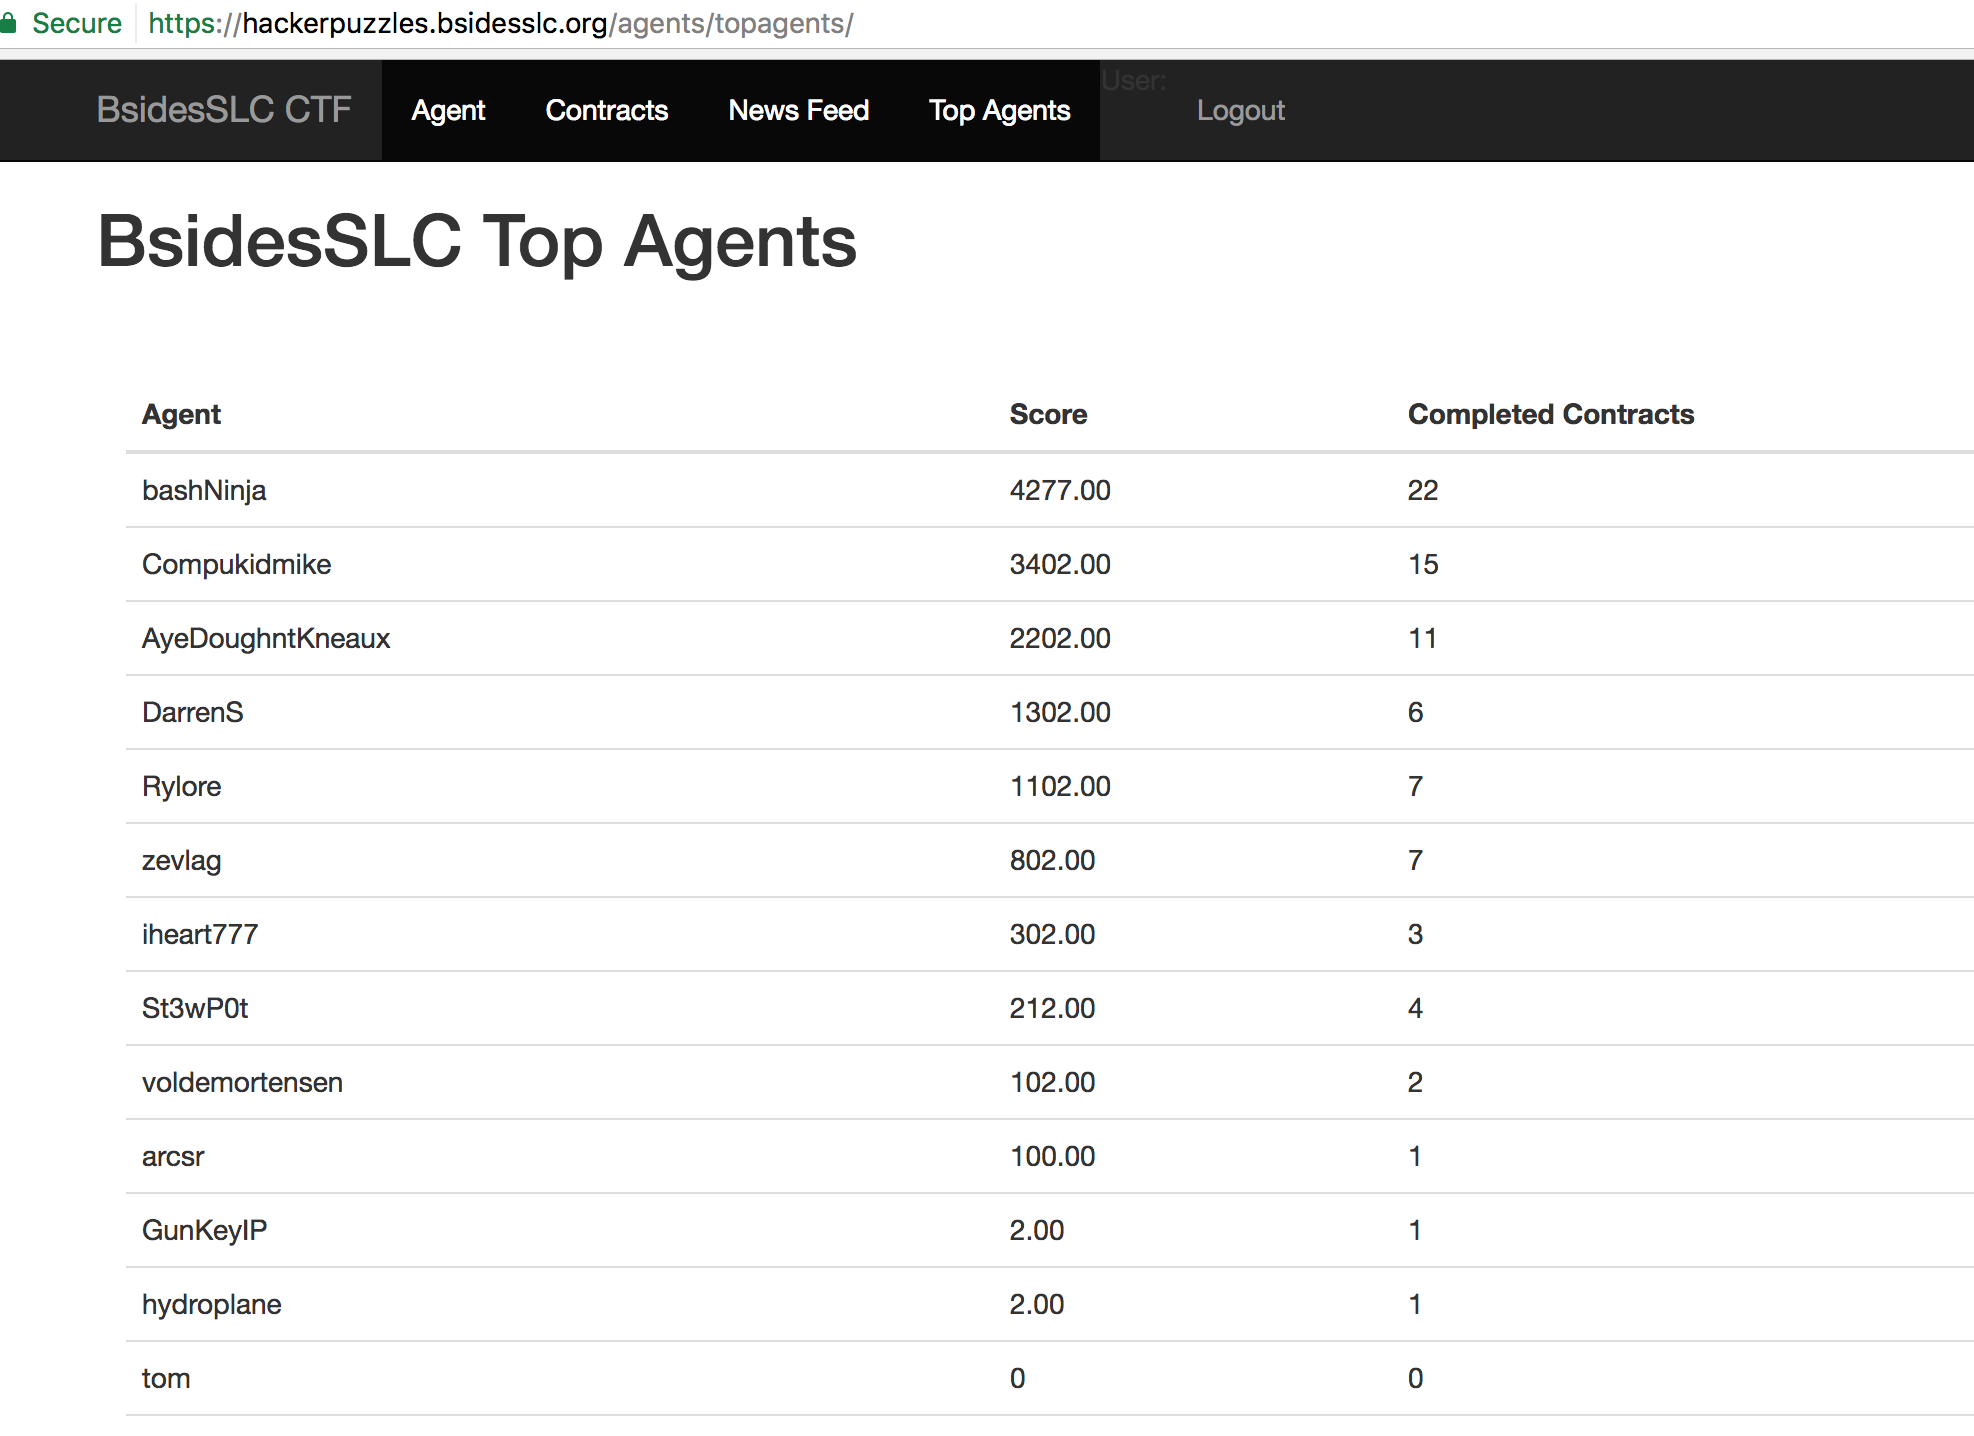 Secure https://hackerpuzzles.bsidesslc.org/agents/topagents/
BsidesSLC CTF Agent Contracts News Feed Top Agents User: Logout
BsidesSLC Top Agents
Agent Score Completed Contracts
bashNinja 4277.00 22
Compukidmike 3402.00 15
AyeDoughntKneaux 2202.00 11
DarrenS 1302.00 6
Rylore 1102.00 7
zevlag 802.00 7
iheart777 302.00 3
St3wP0t 212.00 4
voldemortensen 102.00 2
arcsr 100.00 1
GunKeyIP 2.00 1
hydroplane 2.00 1
tom 0 0